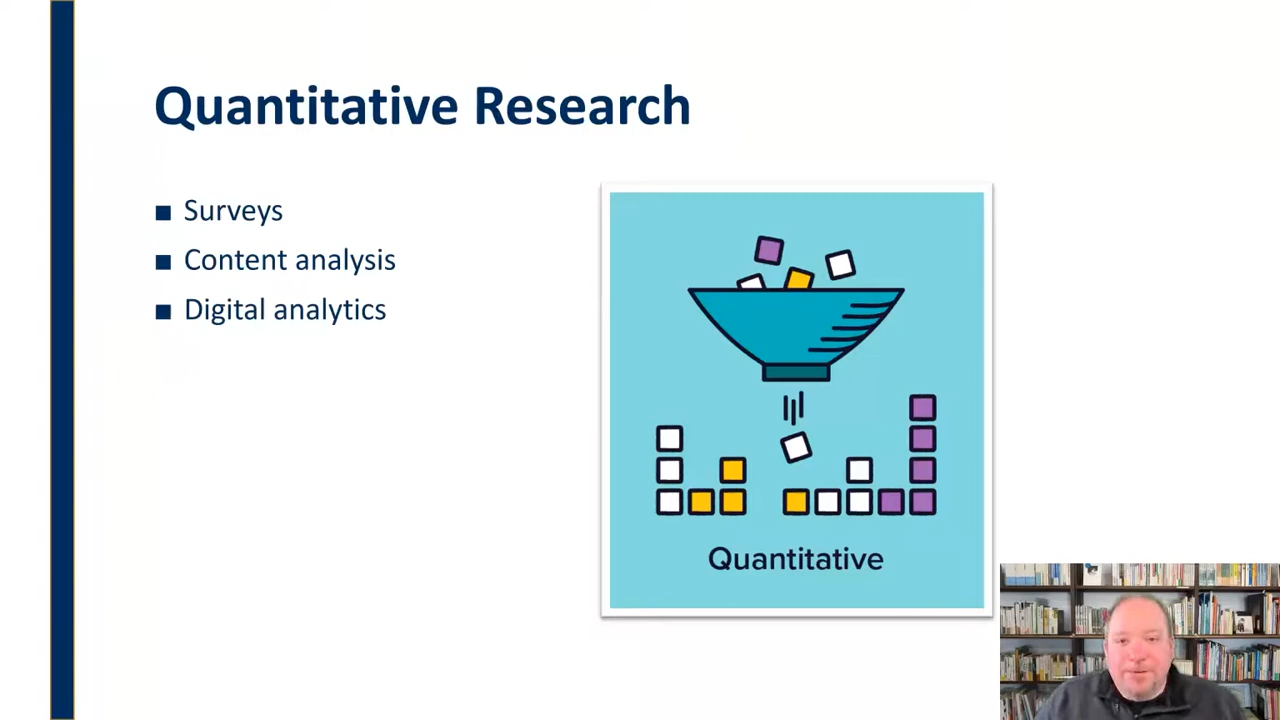 Quantitative Research
■ Surveys
■ Content analysis
■ Digital analytics
Quantitative